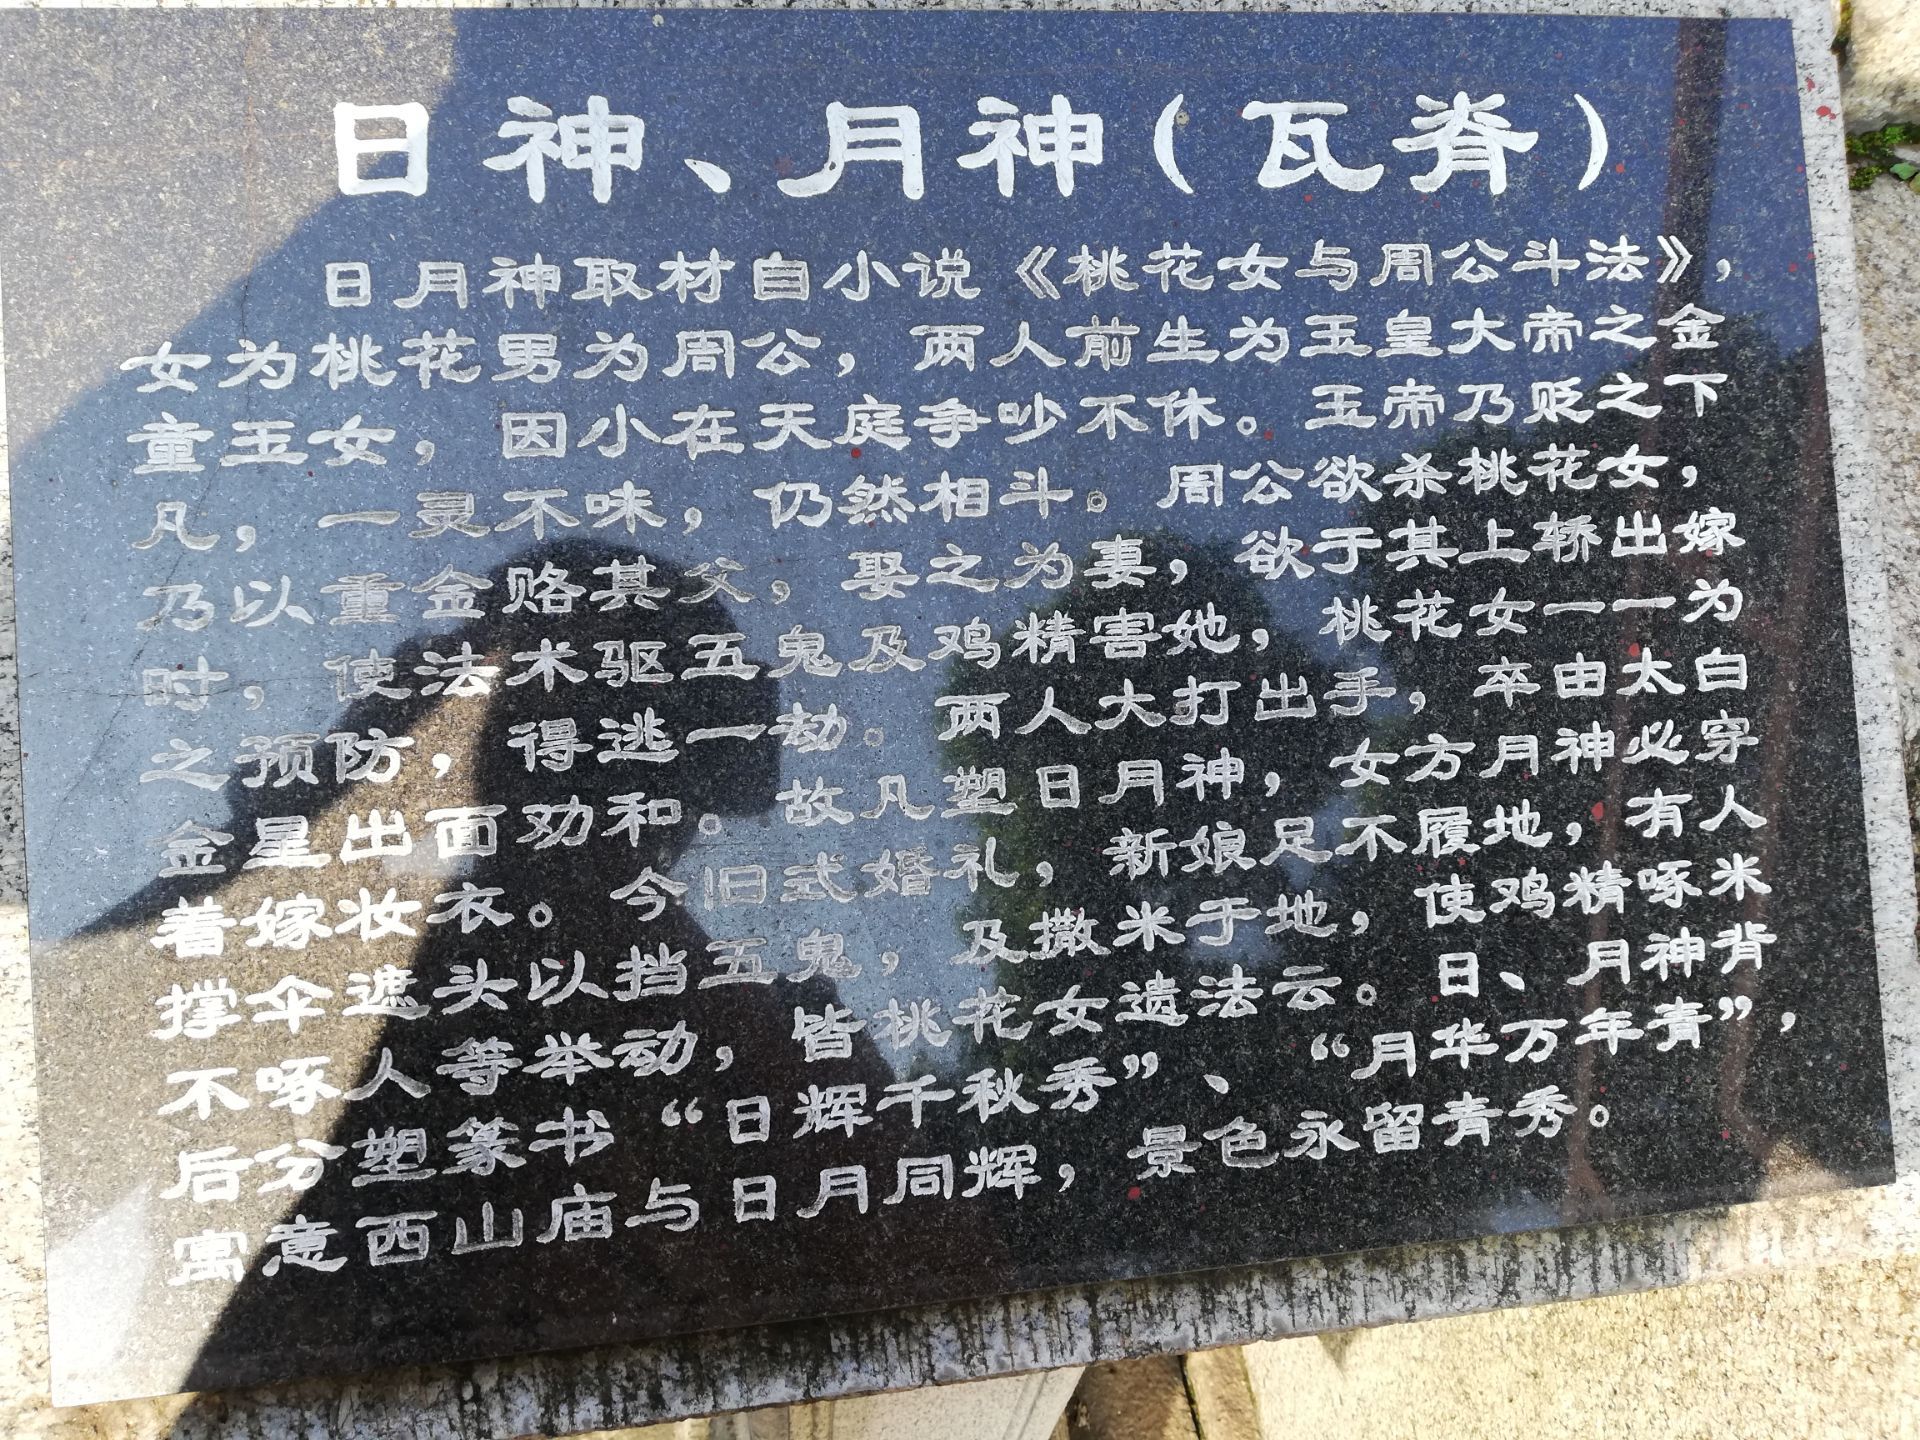 日神、月神(瓦脊)
日月神取材自小说《桃花女与周公斗法》，
女为桃花男为周公，两人前生为玉皇大帝之金
童玉女，因小在天庭争吵不休。玉帝乃贬之下
凡，一灵不味，仍然相斗。周公欲杀桃花女，
乃以重金赂其父，娶之为妻，欲于其上轿出嫁
时，使法术驱五鬼及鸡精害她，桃花女一一为
之预防，得逃一劫。两人大打出手，卒由太白
金星出面劝和。故凡塑日月神，女方月神必穿
着嫁妆衣。今旧式婚礼，新娘足不履地，有人
撑伞遮头以挡五鬼，及撒米于地，使鸡精啄米
不啄人等举动，皆桃花女遗法云。日、月神背
后分塑篆书“日辉千秋秀”、“月华万年青”，
寓意西山庙与日月同辉，景色永留青秀。